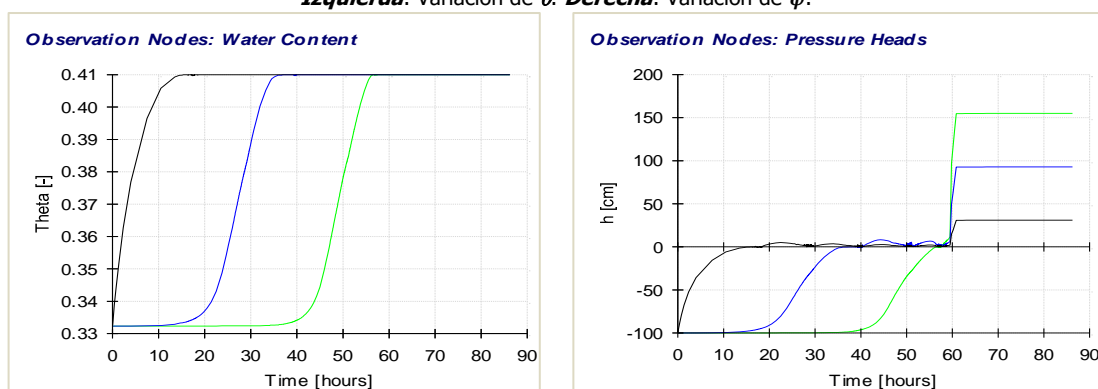 Izquierda: Variación de θ. Derecha: Variación de φ.
Observation Nodes: Water Content
0.41
0.40
0.39
0.38
0.37
0.36
0.35
0.34
0.33
Theta [-]
0 10 20 30 40 50 60 70 80 90
Time [hours]
Observation Nodes: Pressure Heads
200
150
100
50
0
-50
-100
h [cm]
0 10 20 30 40 50 60 70 80 90
Time [hours]